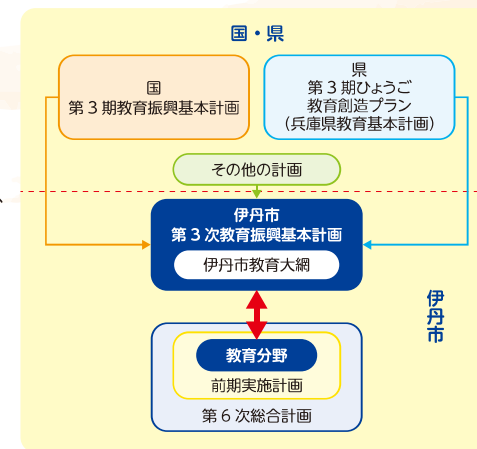 国・県
国
第3期教育振興基本計画
県
第3期ひょうご
教育創造プラン
（兵庫県教育基本計画）
その他の計画
伊丹市
第3次教育振興基本計画
伊丹市教育大綱
伊丹市
教育分野
前期実施計画
第6次総合計画